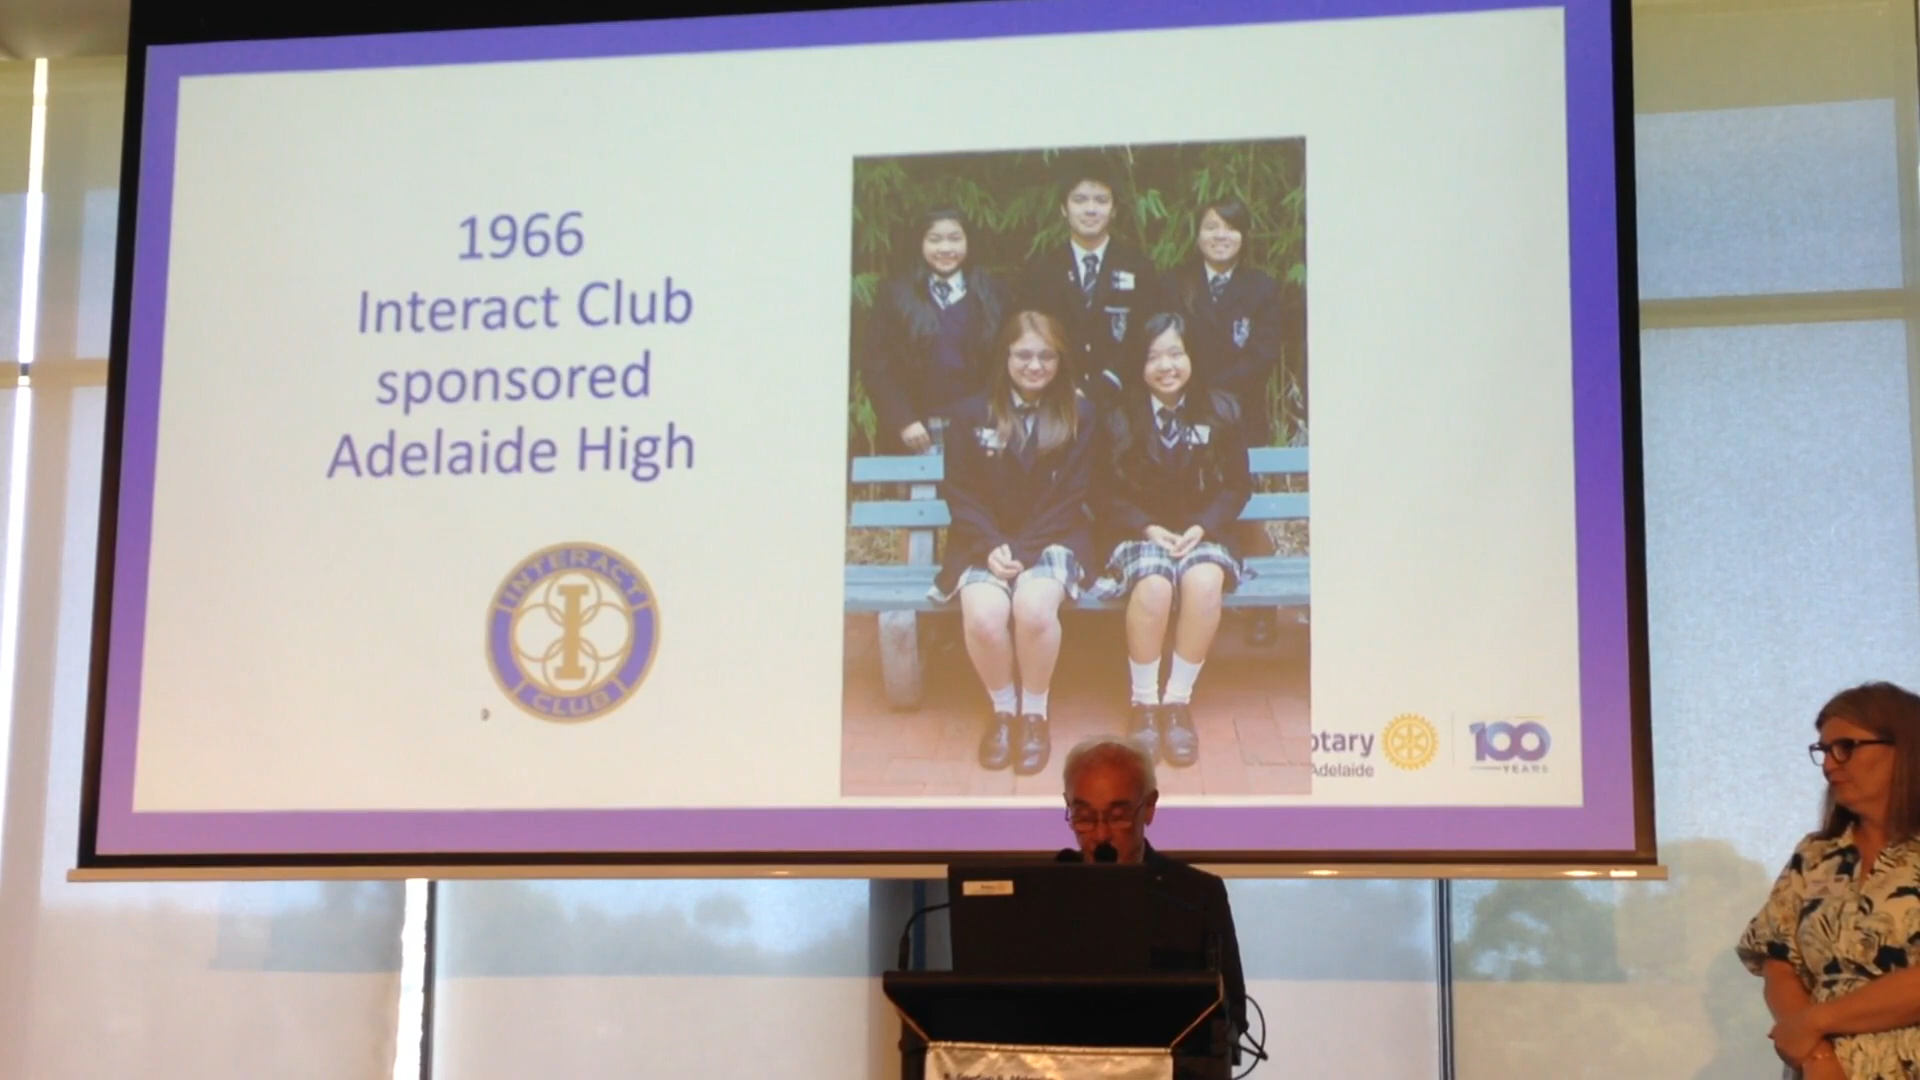 1966
Interact Club
sponsored
Adelaide High
INTERACT
I
CLUB
otary
Adelaide
100
YEARS